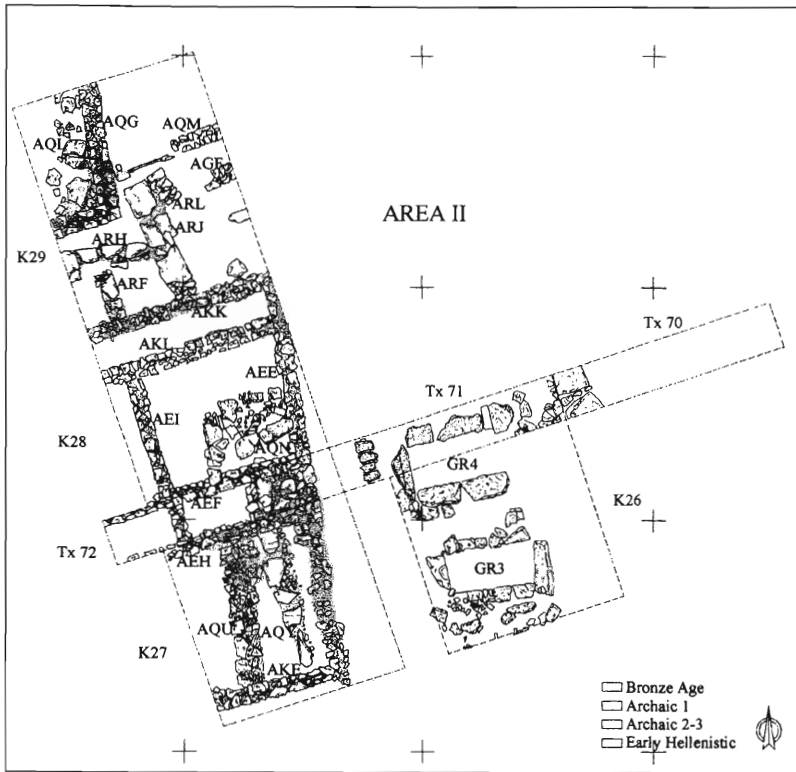 AQG
AQM
AQL
AGF
ARL
AREA II
ARJ
ARH
K29
ARF
AKK
Tx 70
AKL
AEE
Tx 71
AEI
K28
AQN
GR4
AEF
K26
Tx 72
AEH
GR3
AQU
AQY
K27
AKE
Bronze Age
Archaic 1
Archaic 2-3
Early Hellenistic